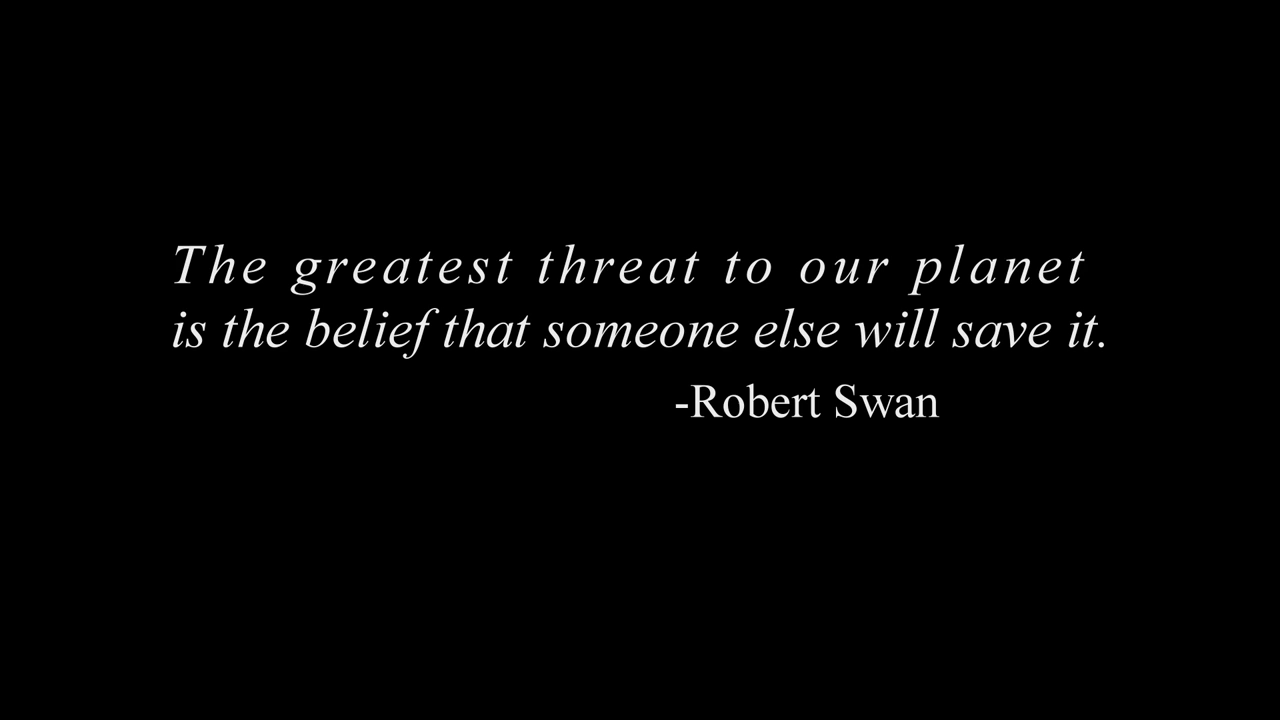 The greatest threat to our planet
is the belief that someone else will save it.
-Robert Swan